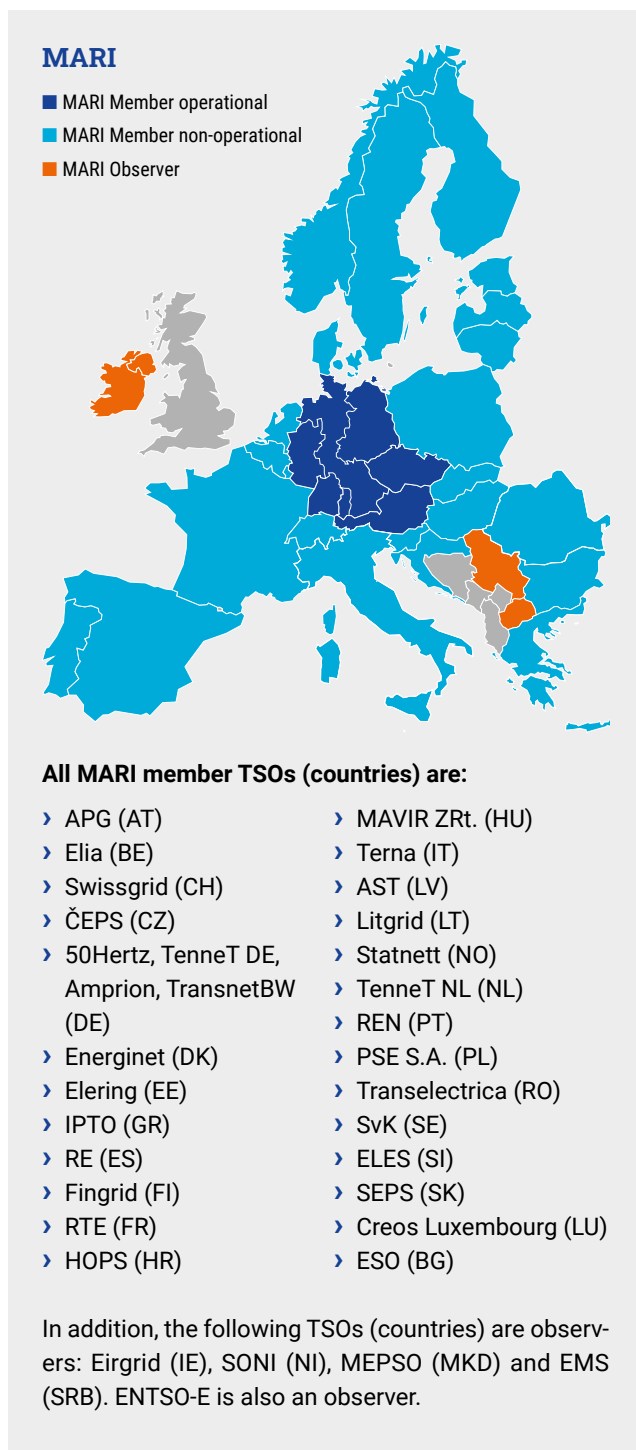 MARI
MARI Member operational
MARI Member non-operational
MARI Observer
All MARI member TSOs (countries) are:
› APG (AT)
› Elia (BE)
› Swissgrid (CH)
› ČEPS (CZ)
› 50Hertz, TenneT DE,
Amprion, TransnetBW
(DE)
› Energinet (DK)
› Elering (EE)
› IPTO (GR)
› RE (ES)
› Fingrid (FI)
› RTE (FR)
› HOPS (HR)
› MAVIR ZRt. (HU)
› Terna (IT)
› AST (LV)
› Litgrid (LT)
› Statnett (NO)
› TenneT NL (NL)
› REN (PT)
› PSE S.A. (PL)
› Transelectrica (RO)
› SvK (SE)
› ELES (SI)
› SEPS (SK)
› Creos Luxembourg (LU)
› ESO (BG)
In addition, the following TSOs (countries) are observ-
ers: Eirgrid (IE), SONI (NI), MEPSO (MKD) and EMS
(SRB). ENTSO-E is also an observer.